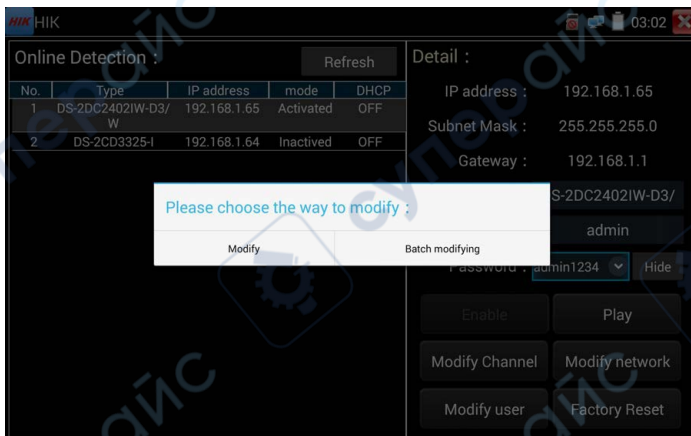 HIK HIK 03:02
Online Detection : Refresh
No. Type IP address mode DHCP
1 DS-2DC2402IW-D3/W 192.168.1.65 Activated OFF
2 DS-2CD3325-I 192.168.1.64 Inactived OFF
Detail :
IP address : 192.168.1.65
Subnet Mask : 255.255.255.0
Gateway : 192.168.1.1
S-2DC2402IW-D3/
admin
Password : admin1234 Hide
Please choose the way to modify :
Modify Batch modifying
Enable Play
Modify Channel Modify network
Modify user Factory Reset
суперайс